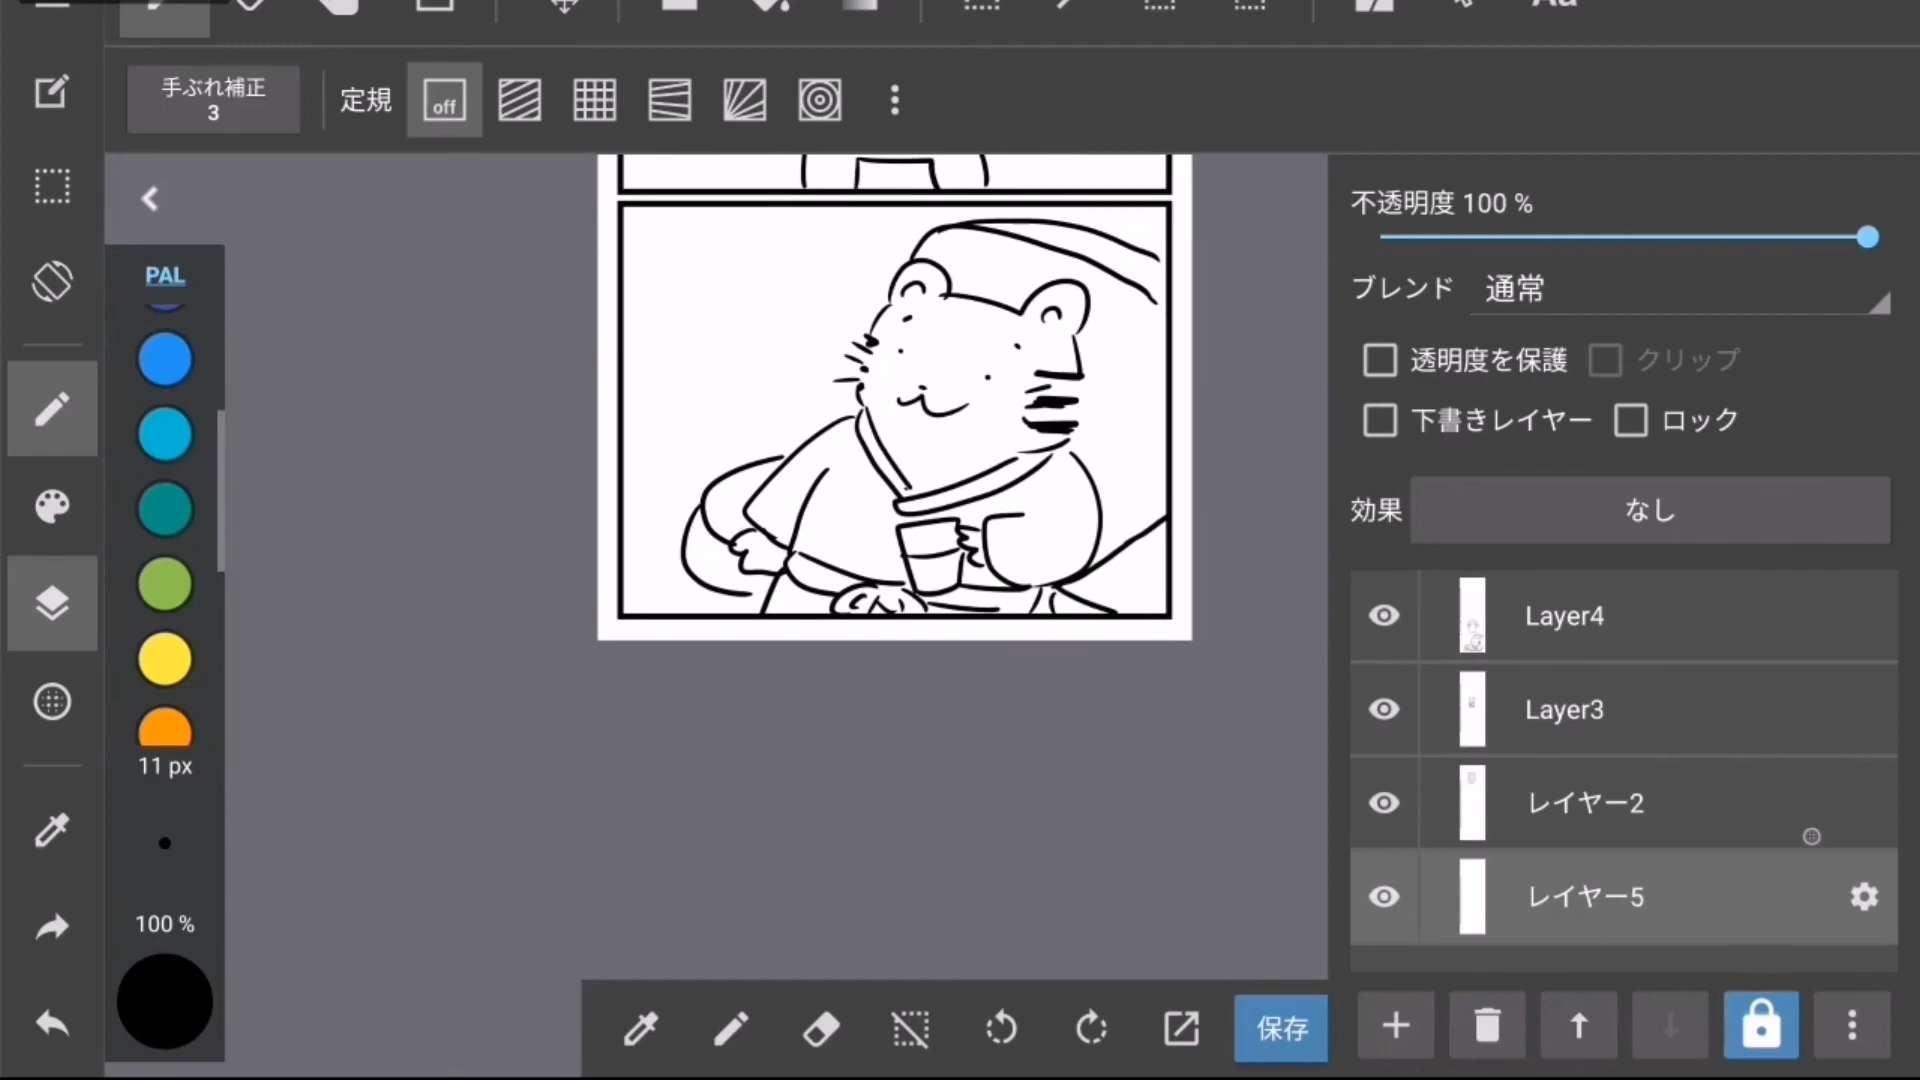 Aa
手ぶれ補正
3
定規
off
PAL
11 px
100 %
不透明度 100 %
ブレンド 通常
透明度を保護 クリップ
下書きレイヤー ロック
効果 なし
Layer4
Layer3
レイヤー2
レイヤー5
保存